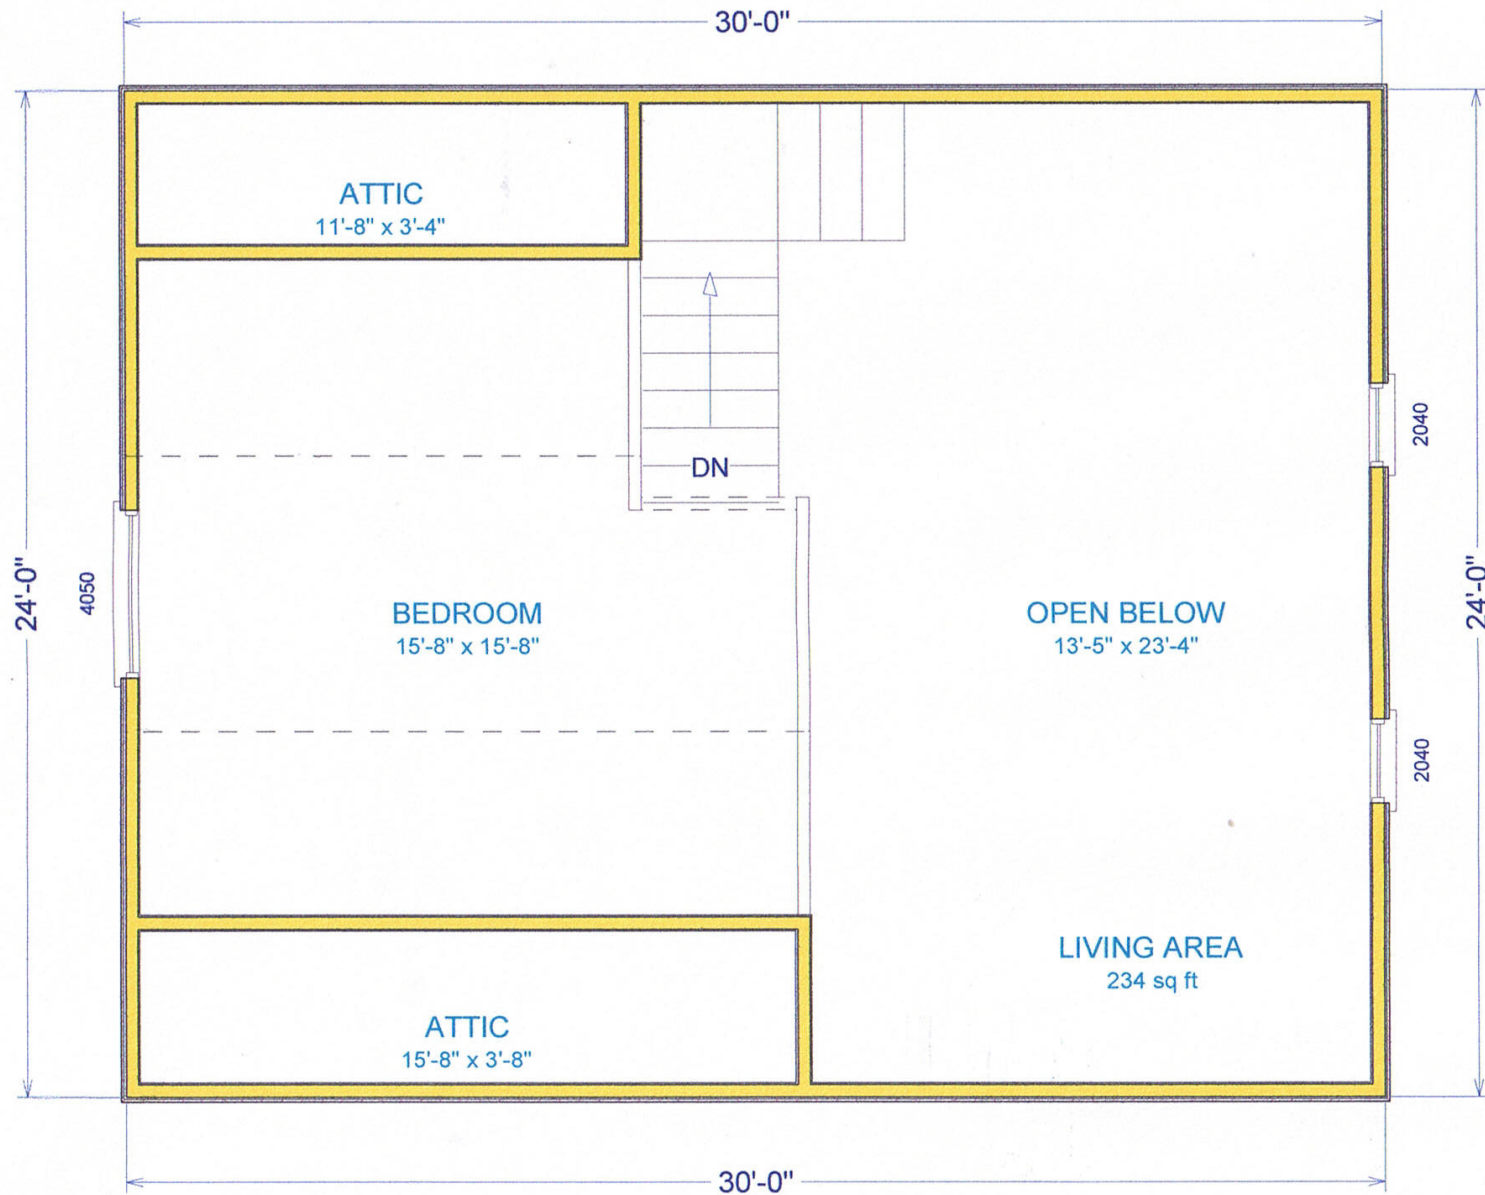 30'-0"
ATTIC
11'-8" x 3'-4"
2040
DN
24'-0"
4050
BEDROOM
15'-8" x 15'-8"
OPEN BELOW
13'-5" x 23'-4"
24'-0"
2040
LIVING AREA
234 sq ft
ATTIC
15'-8" x 3'-8"
30'-0"